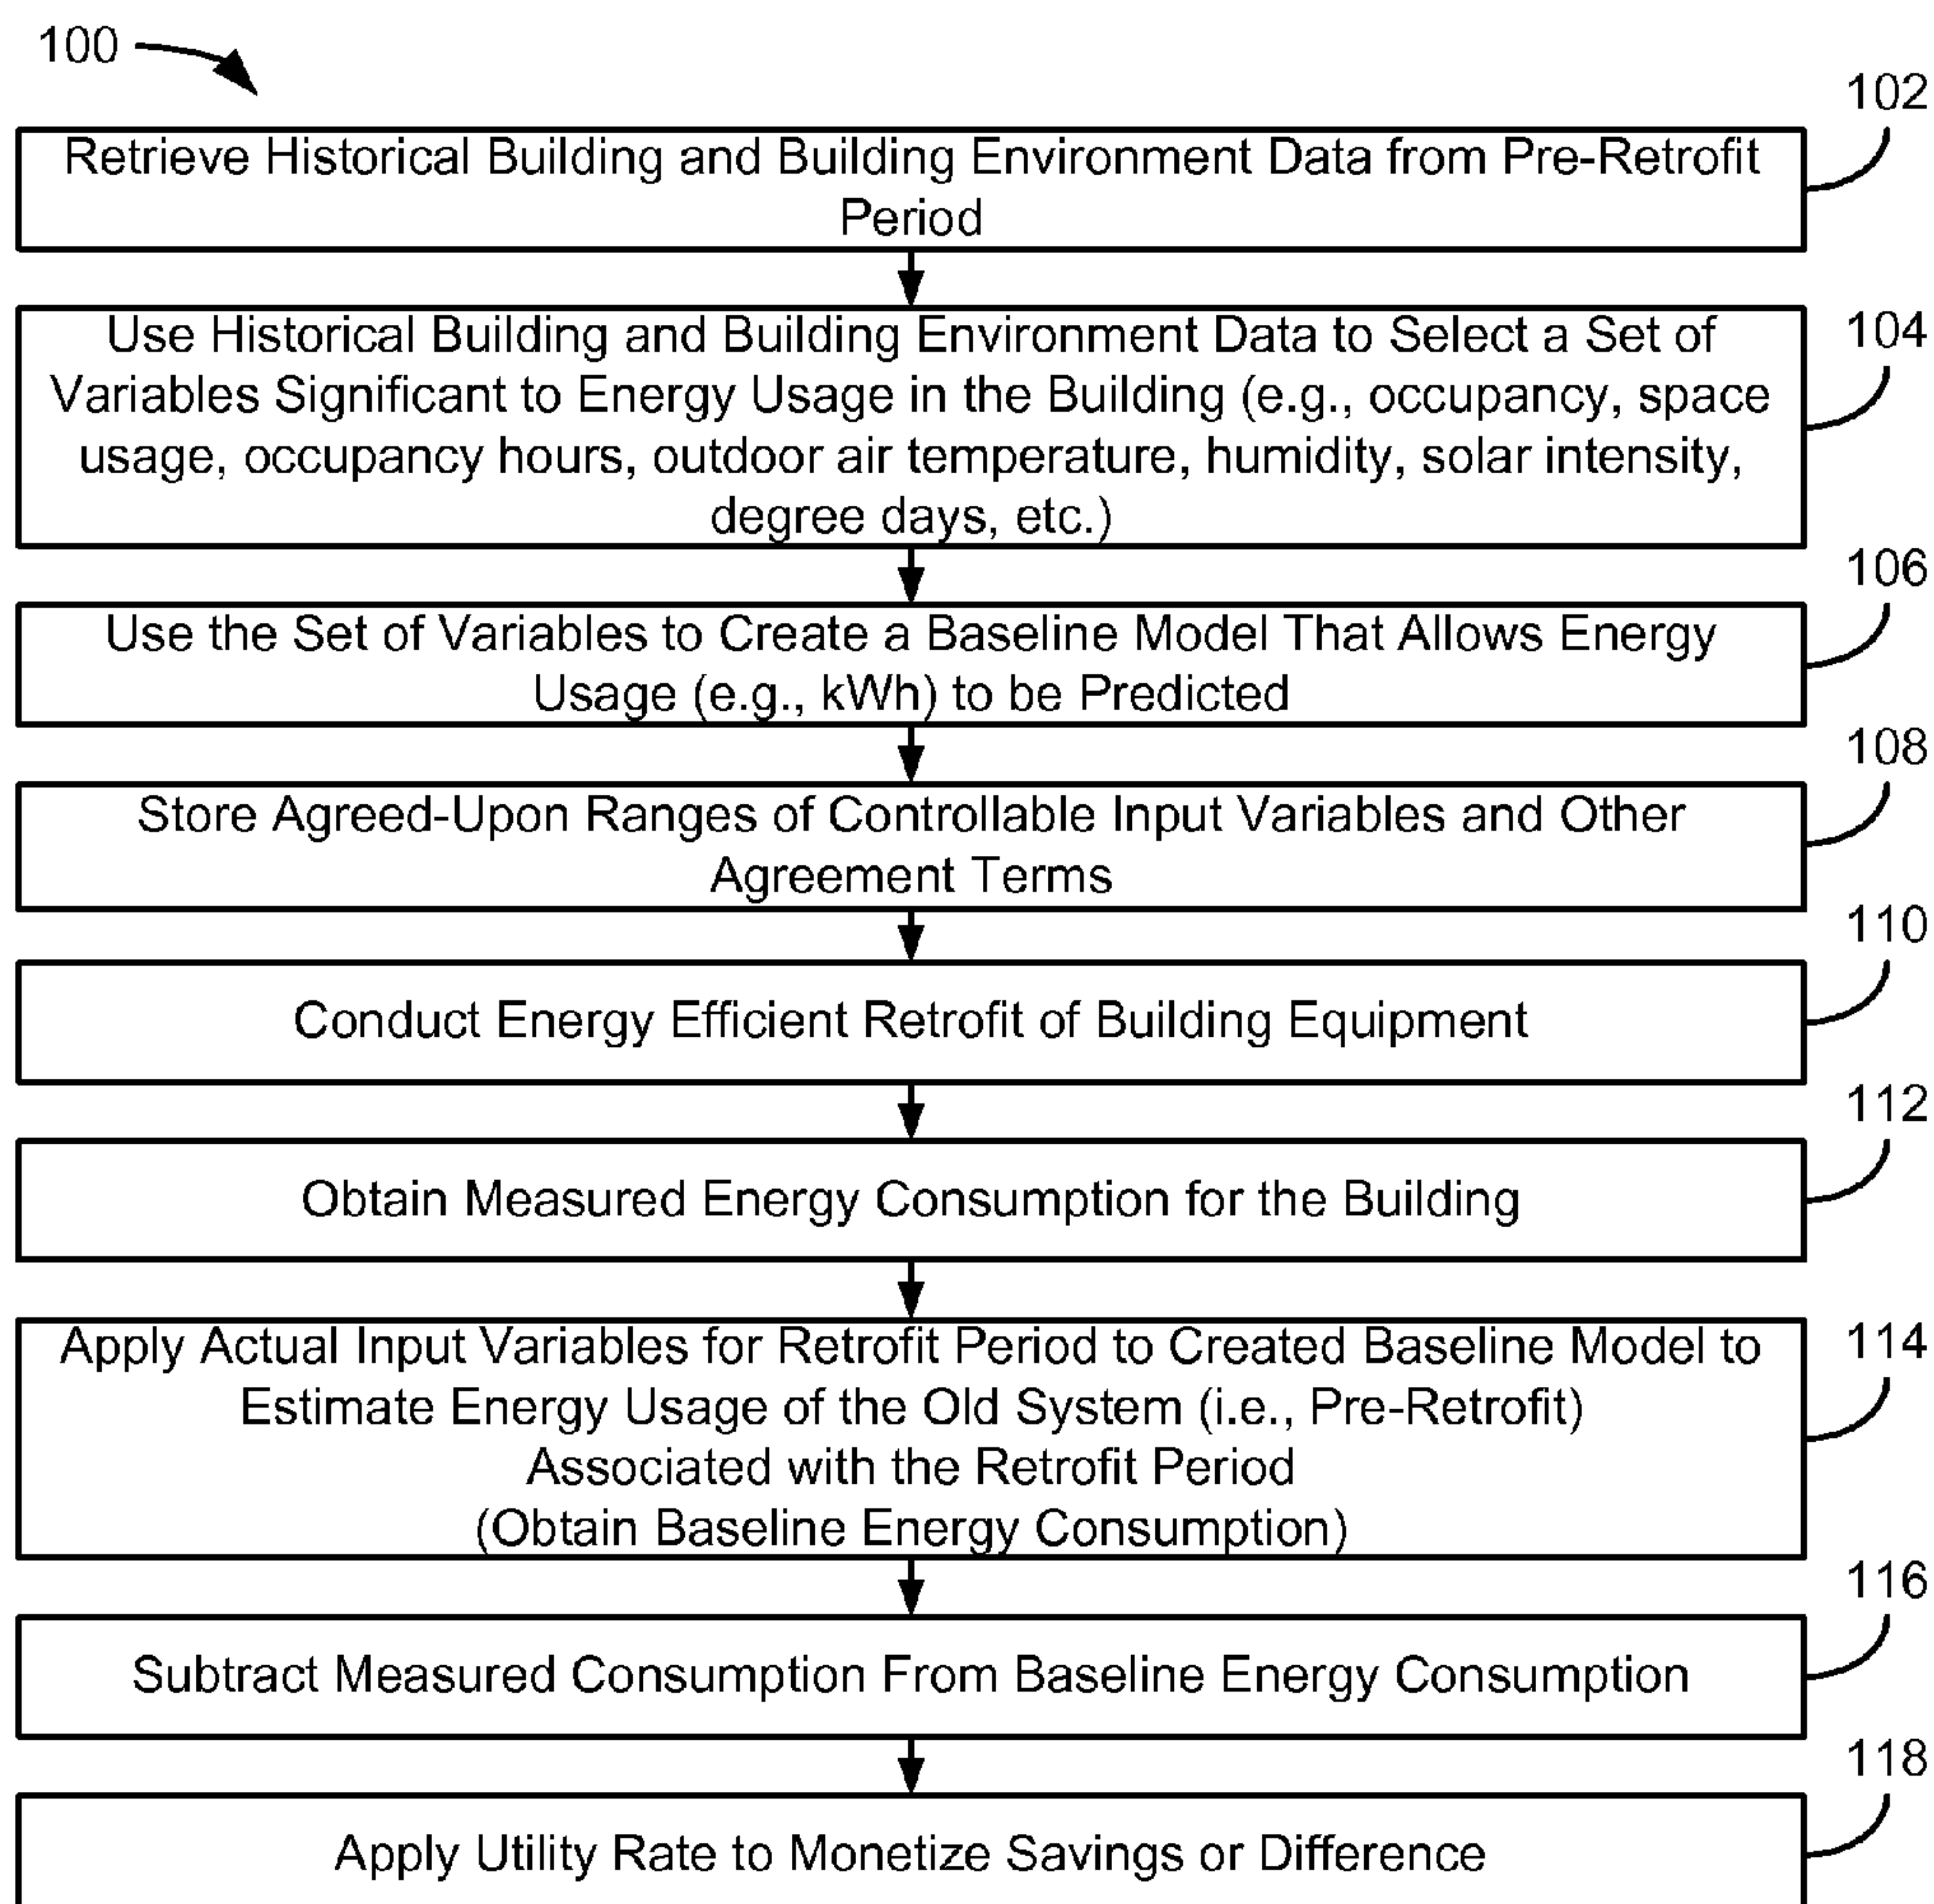 100
102
Retrieve Historical Building and Building Environment Data from Pre-Retrofit
Period
104
Use Historical Building and Building Environment Data to Select a Set of
Variables Significant to Energy Usage in the Building (e.g., occupancy, space
usage, occupancy hours, outdoor air temperature, humidity, solar intensity,
degree days, etc.)
106
Use the Set of Variables to Create a Baseline Model That Allows Energy
Usage (e.g., kWh) to be Predicted
108
Store Agreed-Upon Ranges of Controllable Input Variables and Other
Agreement Terms
110
Conduct Energy Efficient Retrofit of Building Equipment
112
Obtain Measured Energy Consumption for the Building
114
Apply Actual Input Variables for Retrofit Period to Created Baseline Model to
Estimate Energy Usage of the Old System (i.e., Pre-Retrofit)
Associated with the Retrofit Period
(Obtain Baseline Energy Consumption)
116
Subtract Measured Consumption From Baseline Energy Consumption
118
Apply Utility Rate to Monetize Savings or Difference